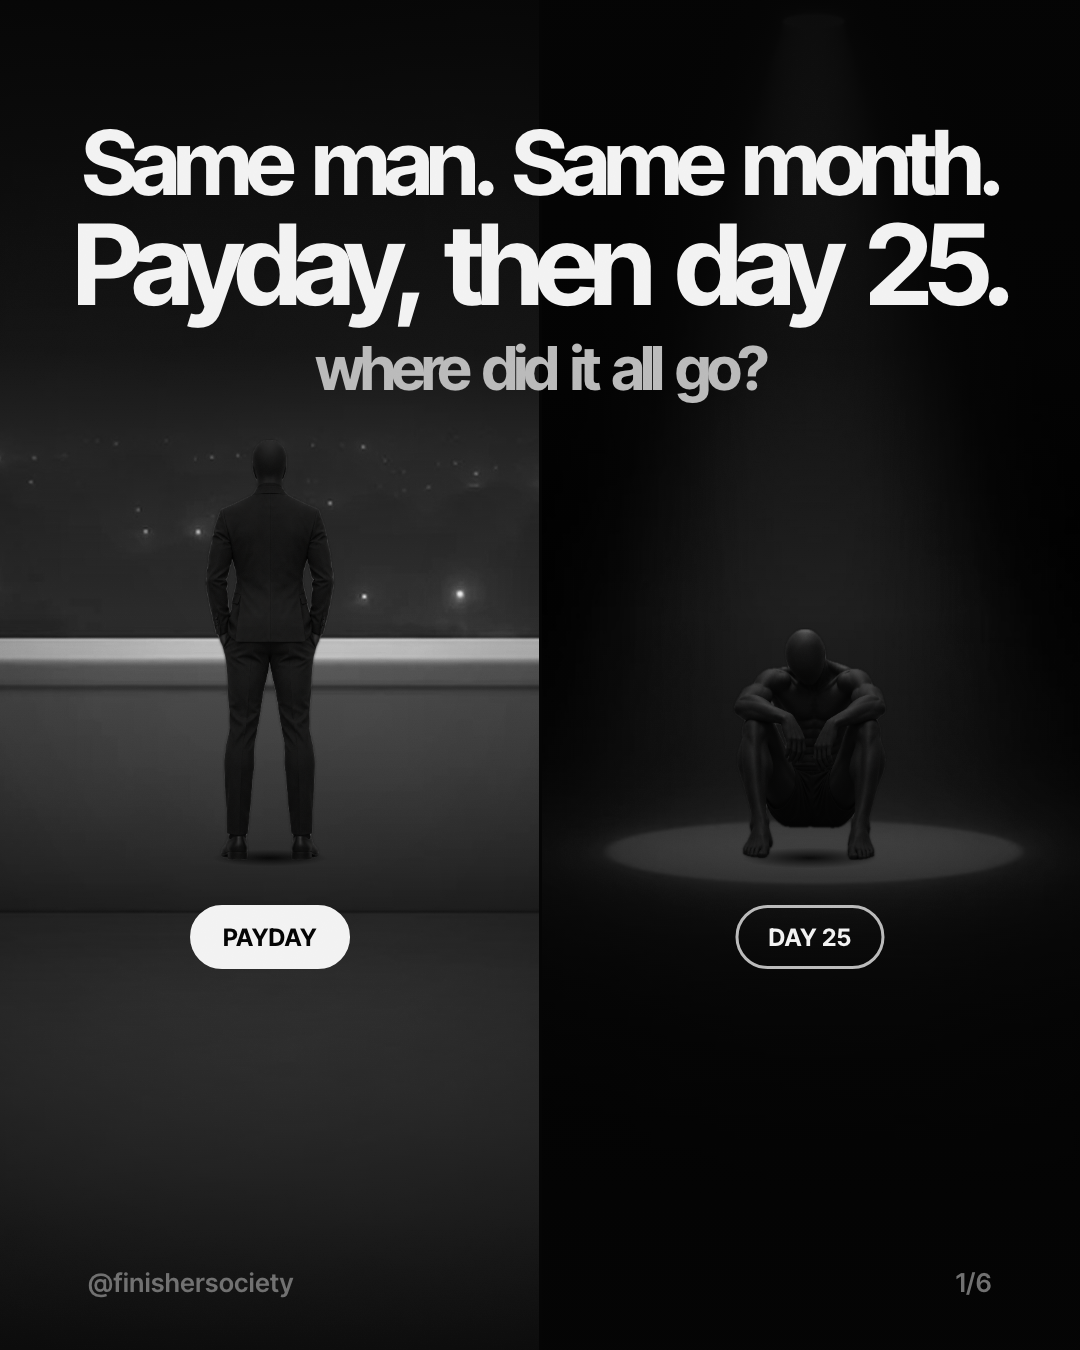 Same man. Same month.
Payday, then day 25.
where did it all go?
PAYDAY
DAY 25
@finishersociety
1/6